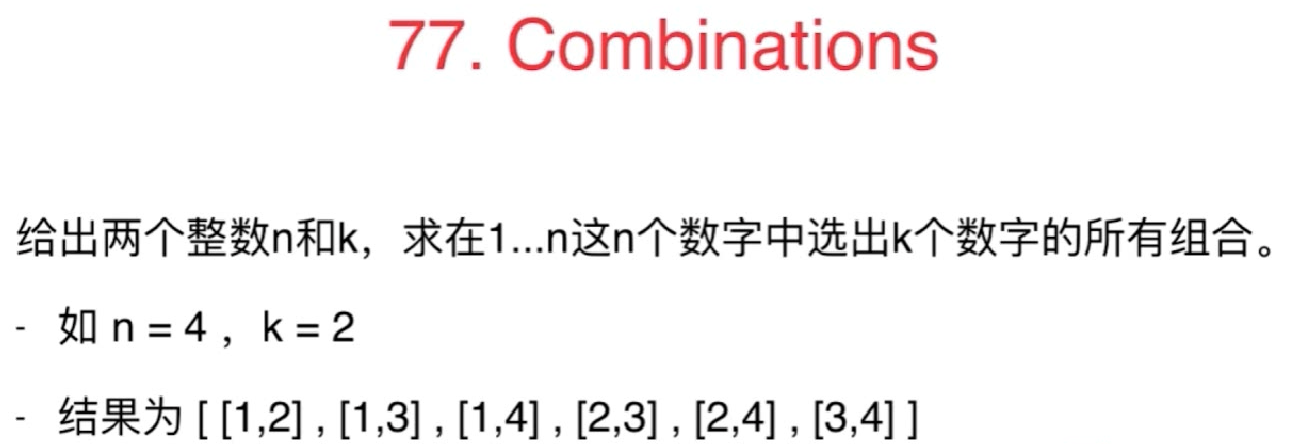 77. Combinations
给出两个整数n和k，求在1...n这n个数字中选出k个数字的所有组合。
- 如 n = 4 ，k = 2
- 结果为 [ [1,2] , [1,3] , [1,4] , [2,3] , [2,4] , [3,4] ]